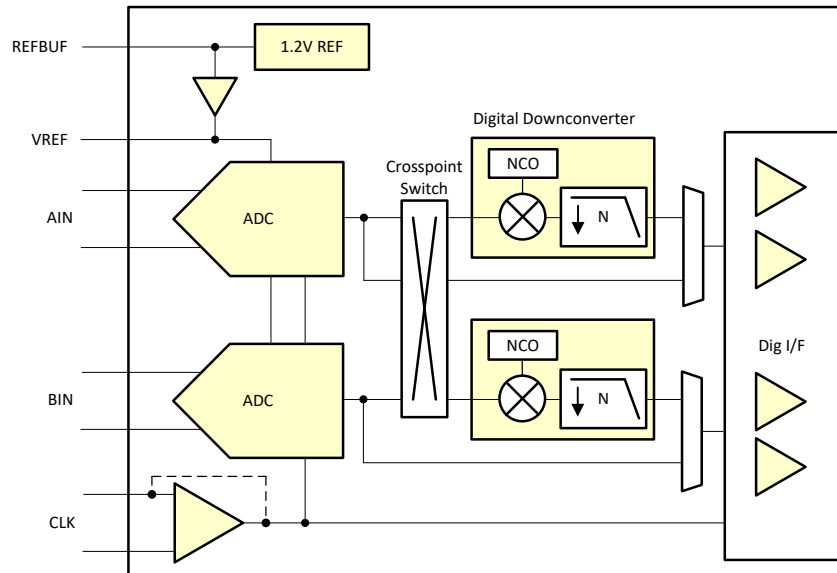 REFBUF
1.2V REF
VREF
Digital Downconverter
NCO
Crosspoint
Switch
AIN
ADC
N
NCO
Dig I/F
BIN
ADC
N
CLK